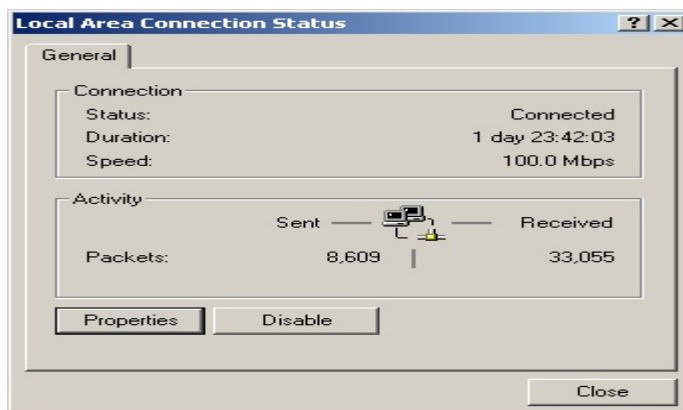 Local Area Connection Status
General
Connection
Status: Connected
Duration: 1 day 23:42:03
Speed: 100.0 Mbps
Activity
Sent Received
Packets: 8,609 33,055
Properties Disable
Close